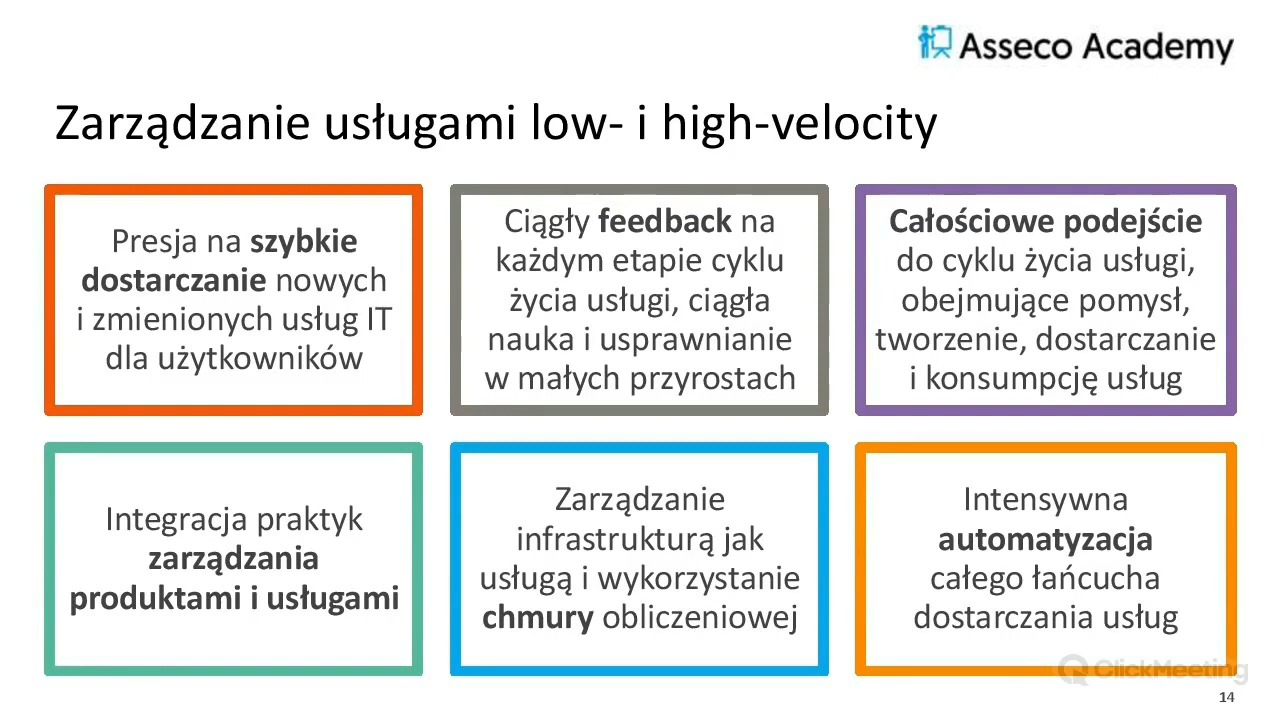 Asseco Academy
Zarządzanie usługami low- i high-velocity
Presja na szybkie
dostarczanie nowych
i zmienionych usług IT
dla użytkowników
Ciągły feedback na
każdym etapie cyklu
życia usługi, ciągła
nauka i usprawnianie
w małych przyrostach
Całościowe podejście
do cyklu życia usługi,
obejmujące pomysł,
tworzenie, dostarczanie
i konsumpcję usług
Integracja praktyk
zarządzania
produktami i usługami
Zarządzanie
infrastrukturą jak
usługą i wykorzystanie
chmury obliczeniowej
Intensywna
automatyzacja
całego łańcucha
dostarczania usług
ClickMeeting
14